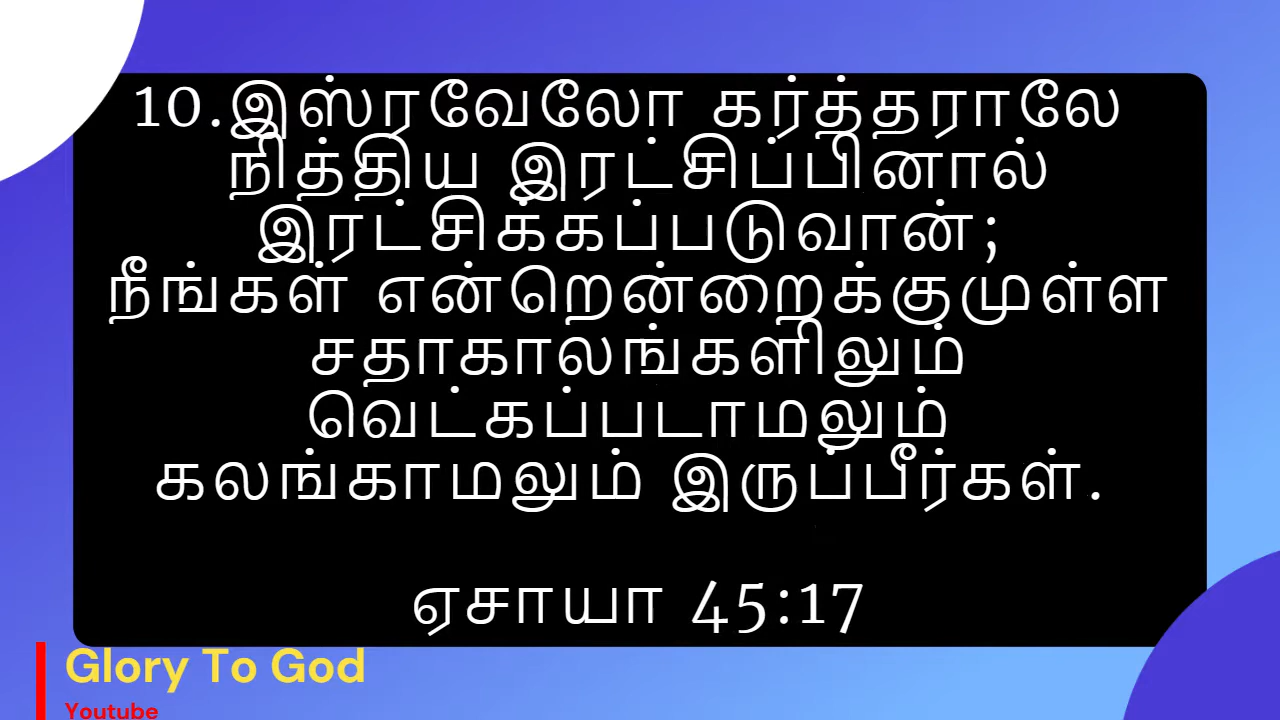 10.இஸ்ரவேலோ கர்த்தராலே
நித்திய இரட்சிப்பினால்
இரட்சிக்கப்படுவான்;
நீங்கள் என்றென்றைக்குமுள்ள
சதாகாலங்களிலும்
வெட்கப்படாமலும்
கலங்காமலும் இருப்பீர்கள்.
ஏசாயா 45:17
Glory To God
Youtube